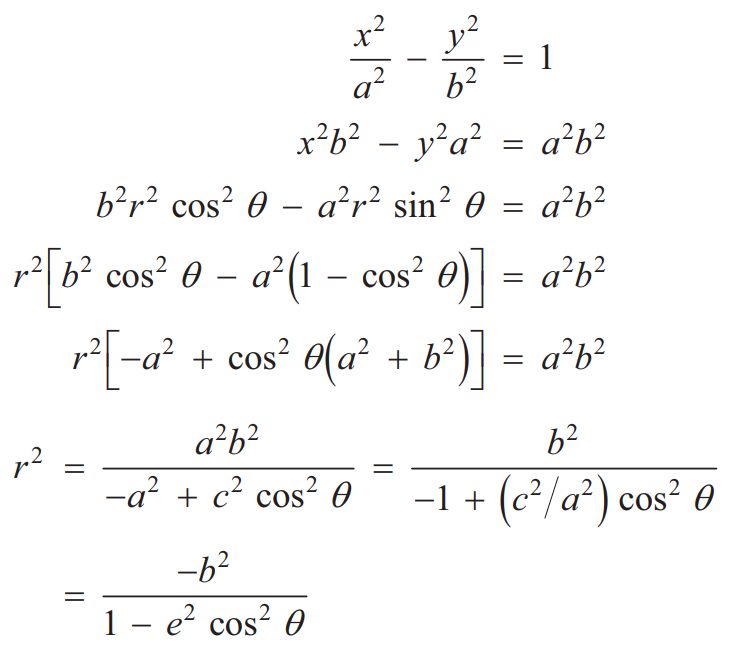 x²/a² − y²/b² = 1
x²b² − y²a² = a²b²
b²r² cos² θ − a²r² sin² θ = a²b²
r²[b² cos² θ − a²(1 − cos² θ)] = a²b²
r²[−a² + cos² θ(a² + b²)] = a²b²
r² = a²b²/(−a² + c² cos² θ) = b²/(−1 + (c²/a²) cos² θ)
= −b²/(1 − e² cos² θ)